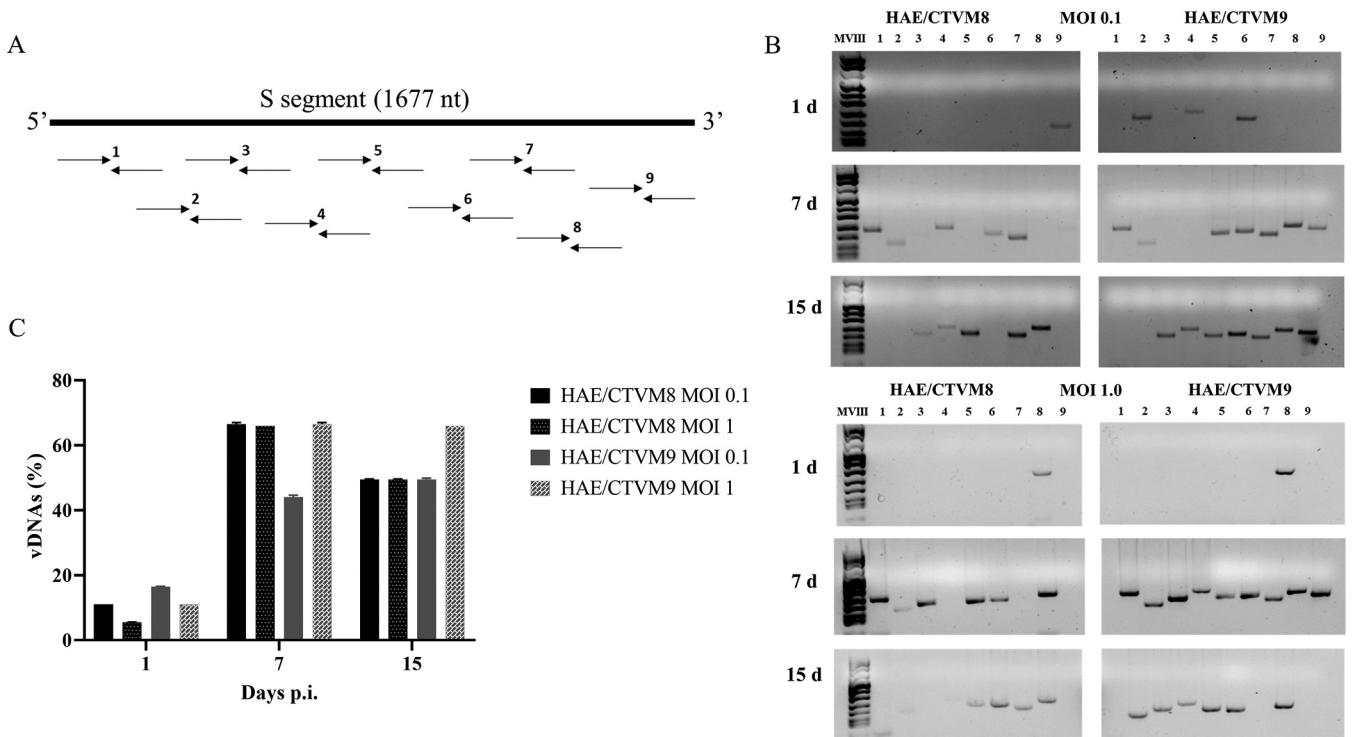 A
S segment (1677 nt)
5’ 3’
1 3 5 7
9
2 6
4 8
B
HAE/CTVM8 MOI 0.1 HAE/CTVM9
MVIII 1 2 3 4 5 6 7 8 9 1 2 3 4 5 6 7 8 9
1 d
7 d
15 d
HAE/CTVM8 MOI 1.0 HAE/CTVM9
MVIII 1 2 3 4 5 6 7 8 9 1 2 3 4 5 6 7 8 9
1 d
7 d
15 d
C
vDNAs (%)
80
60
40
20
0
1 7 15
Days p.i.
HAE/CTVM8 MOI 0.1
HAE/CTVM8 MOI 1
HAE/CTVM9 MOI 0.1
HAE/CTVM9 MOI 1